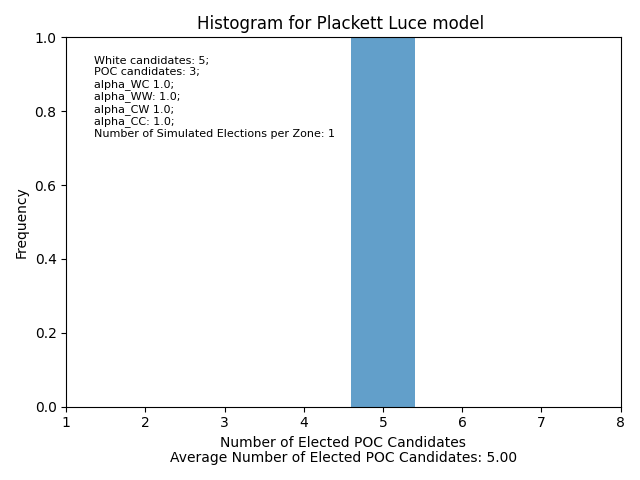 Histogram for Plackett Luce model
White candidates: 5;
POC candidates: 3;
alpha_WC 1.0;
alpha_WW: 1.0;
alpha_CW 1.0;
alpha_CC: 1.0;
Number of Simulated Elections per Zone: 1
Frequency
1.0
0.8
0.6
0.4
0.2
0.0
1 2 3 4 5 6 7 8
Number of Elected POC Candidates
Average Number of Elected POC Candidates: 5.00